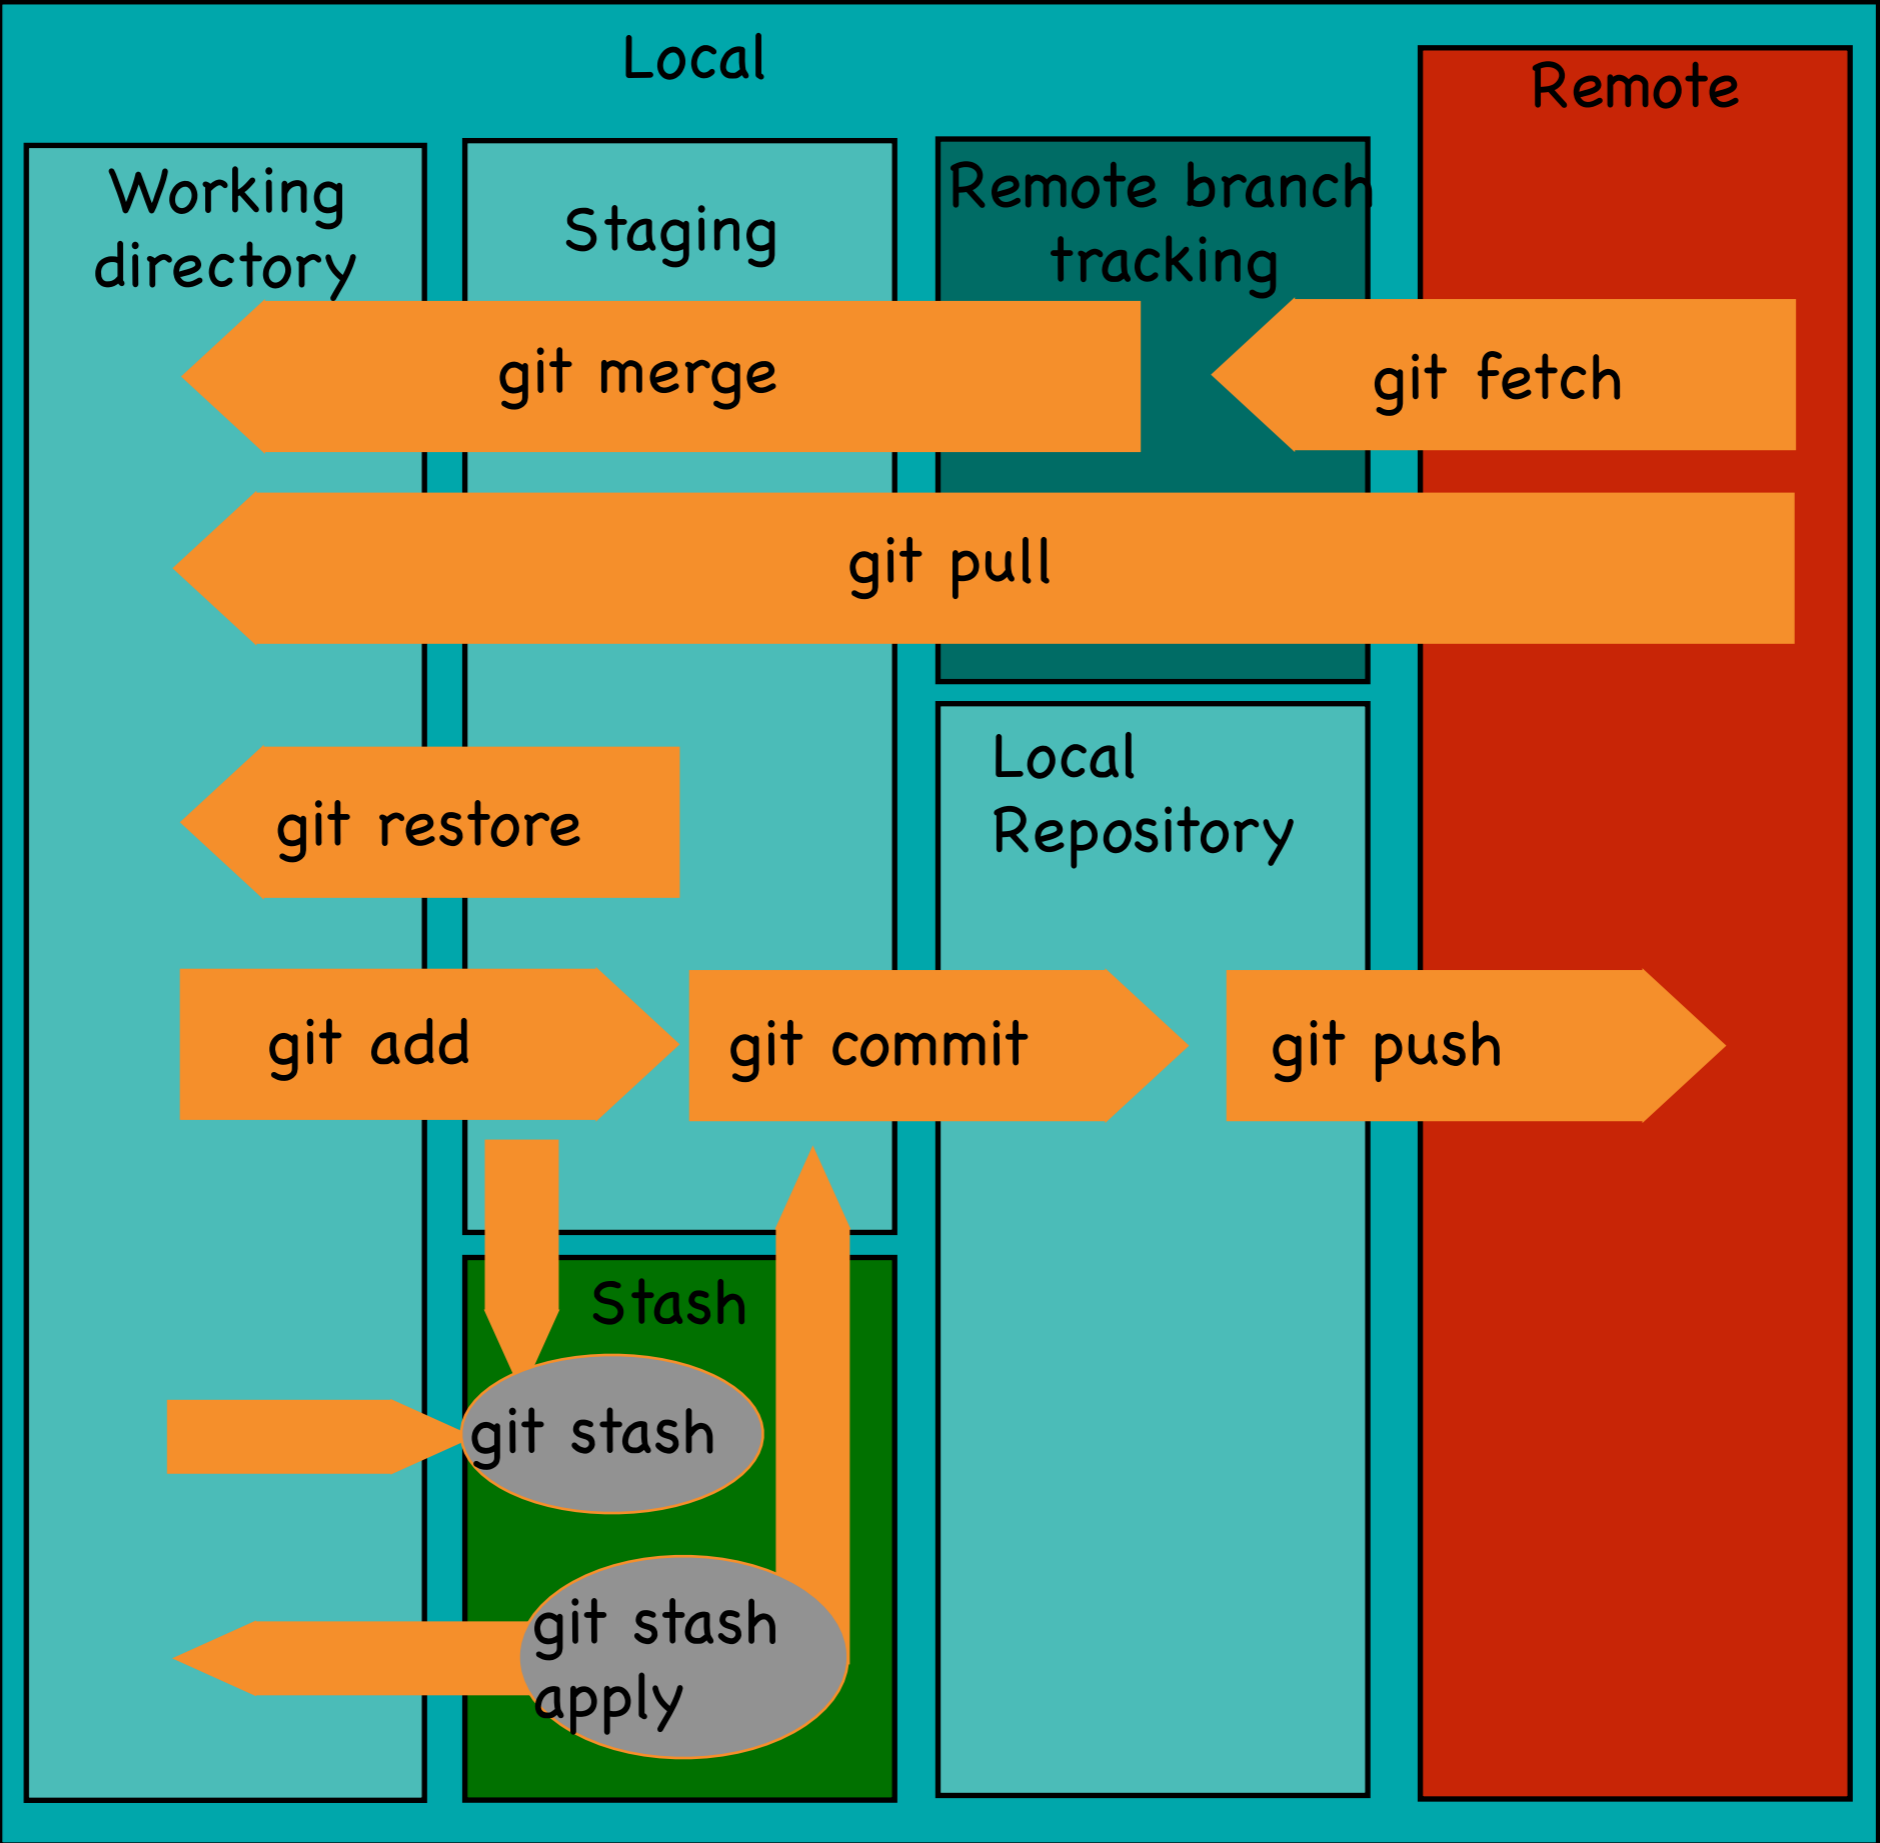 Local
Remote
Working
directory
Staging
Remote branch
tracking
git merge
git fetch
git pull
git restore
Local
Repository
git add
git commit
git push
Stash
git stash
git stash
apply